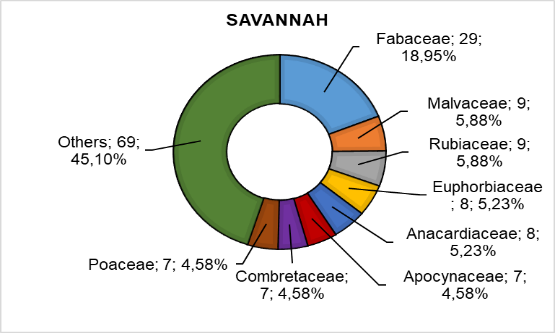 SAVANNAH
Fabaceae; 29;
18,95%
Malvaceae; 9;
5,88%
Rubiaceae; 9;
5,88%
Euphorbiaceae
; 8; 5,23%
Anacardiaceae; 8;
5,23%
Apocynaceae; 7;
4,58%
Combretaceae;
7; 4,58%
Poaceae; 7; 4,58%
Others; 69;
45,10%